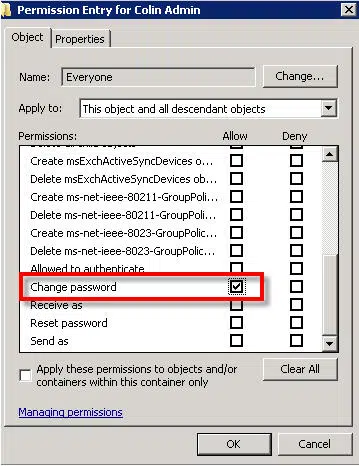 Permission Entry for Colin Admin
Object
Properties
Name:
Everyone
Change...
Apply to:
This object and all descendant objects
Permissions:
Allow
Deny
Create msExchActiveSyncDevices o...
Delete msExchActiveSyncDevices ob...
Create ms-net-ieee-80211-GroupPoli...
Delete ms-net-ieee-80211-GroupPoli...
Create ms-net-ieee-8023-GroupPolic...
Delete ms-net-ieee-8023-GroupPolic...
Allowed to authenticate
Change password
Receive as
Reset password
Send as
Apply these permissions to objects and/or
containers within this container only
Clear All
Managing permissions
OK
Cancel